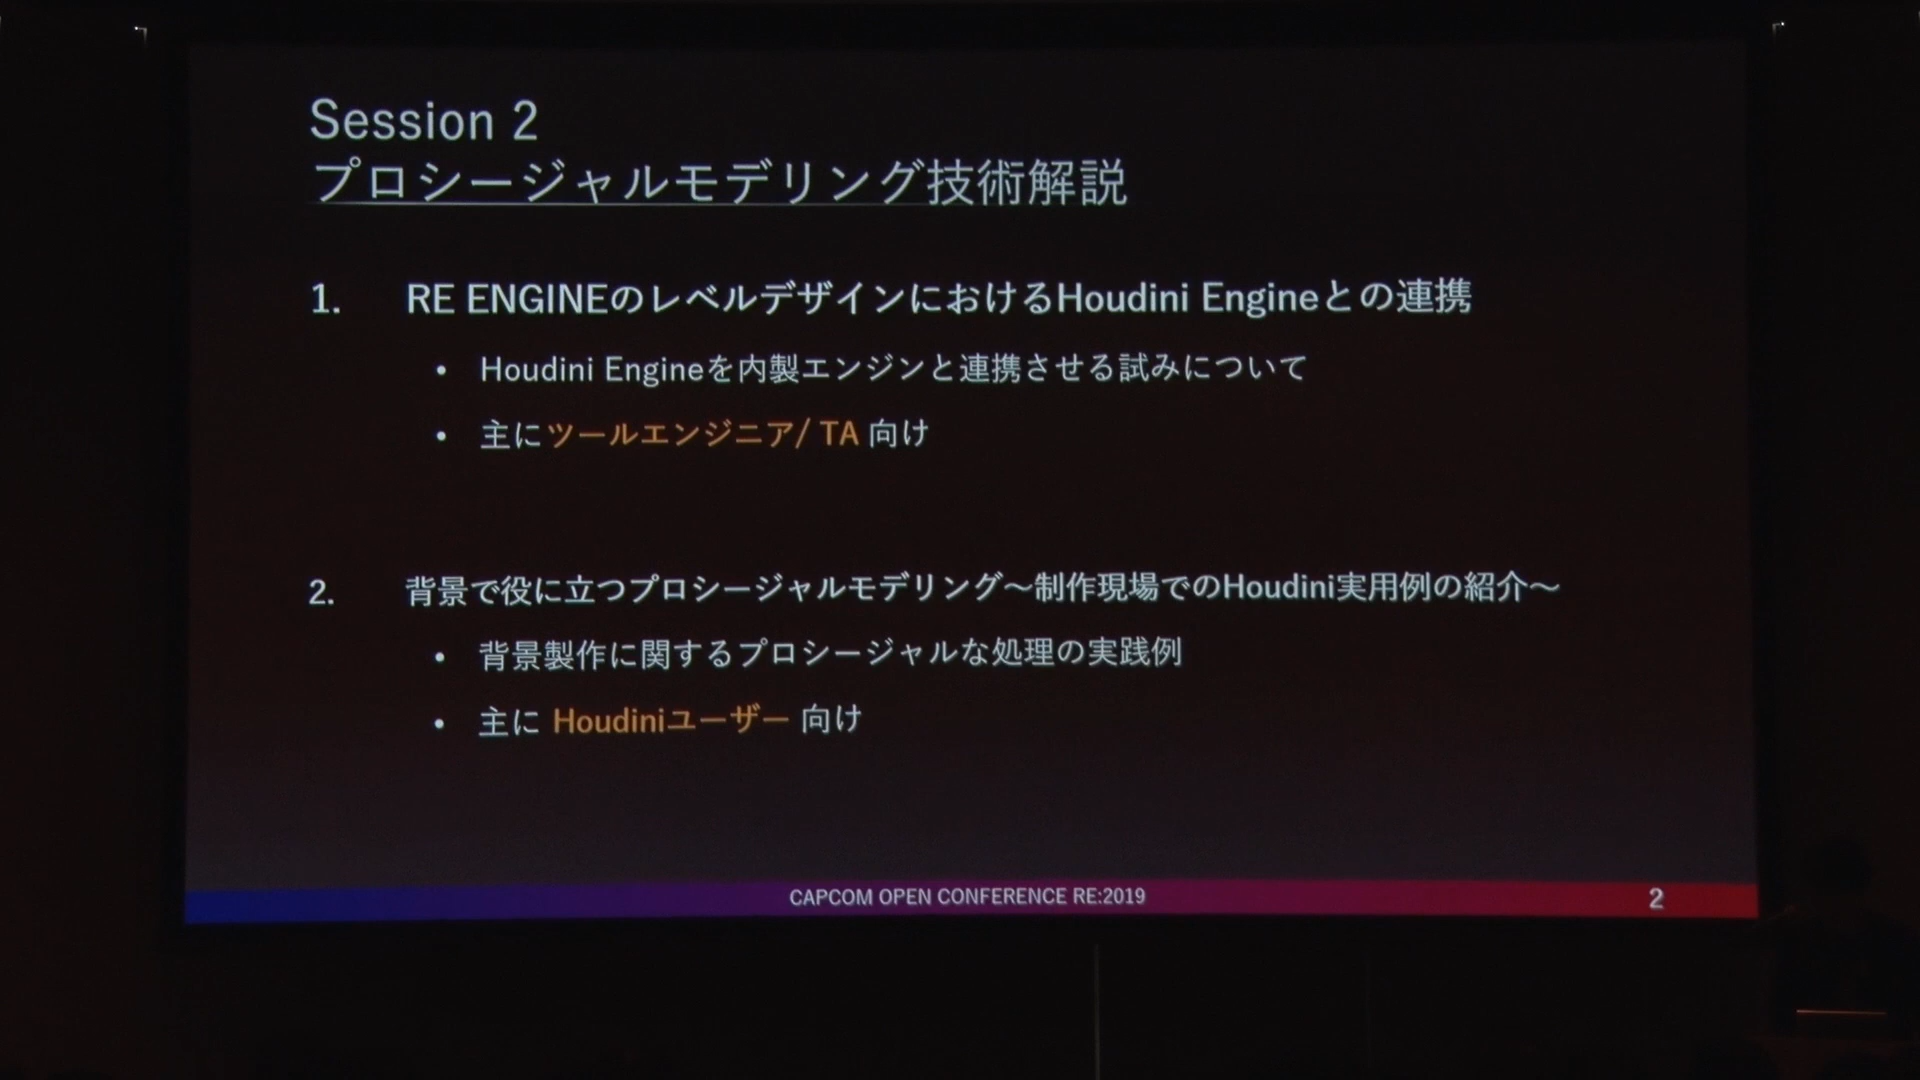 Session 2
プロシージャルモデリング技術解説
1. RE ENGINEのレベルデザインにおけるHoudini Engineとの連携
• Houdini Engineを内製エンジンと連携させる試みについて
• 主にツールエンジニア/ TA 向け
2. 背景で役に立つプロシージャルモデリング～制作現場でのHoudini実用例の紹介～
• 背景製作に関するプロシージャルな処理の実践例
• 主に Houdiniユーザー 向け
CAPCOM OPEN CONFERENCE RE:2019
2